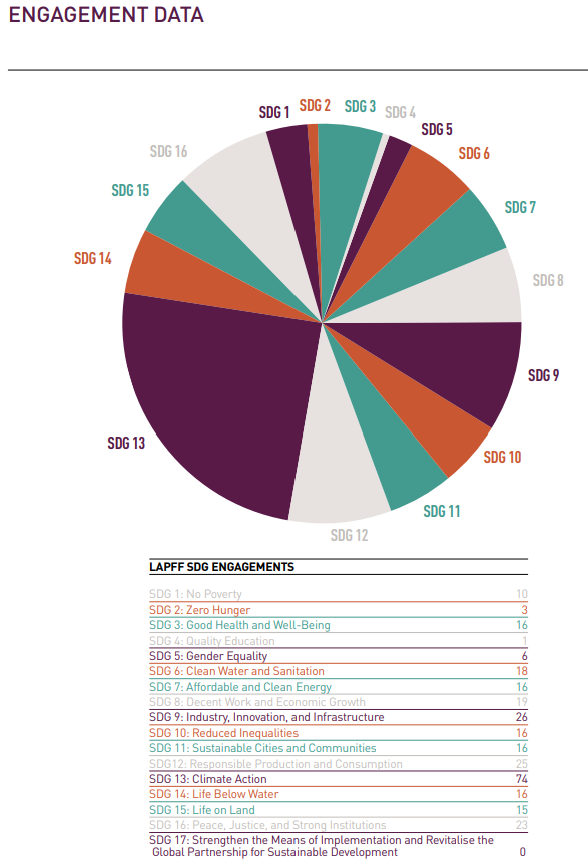 ENGAGEMENT DATA
SDG 1
SDG 2
SDG 3
SDG 4
SDG 5
SDG 6
SDG 7
SDG 8
SDG 9
SDG 10
SDG 11
SDG 12
SDG 13
SDG 14
SDG 15
SDG 16
LAPFF SDG ENGAGEMENTS
SDG 1: No Poverty 10
SDG 2: Zero Hunger 3
SDG 3: Good Health and Well-Being 16
SDG 4: Quality Education 1
SDG 5: Gender Equality 6
SDG 6: Clean Water and Sanitation 18
SDG 7: Affordable and Clean Energy 16
SDG 8: Decent Work and Economic Growth 19
SDG 9: Industry, Innovation, and Infrastructure 26
SDG 10: Reduced Inequalities 16
SDG 11: Sustainable Cities and Communities 16
SDG12: Responsible Production and Consumption 25
SDG 13: Climate Action 74
SDG 14: Life Below Water 16
SDG 15: Life on Land 15
SDG 16: Peace, Justice, and Strong Institutions 23
SDG 17: Strengthen the Means of Implementation and Revitalise the
Global Partnership for Sustainable Development 0